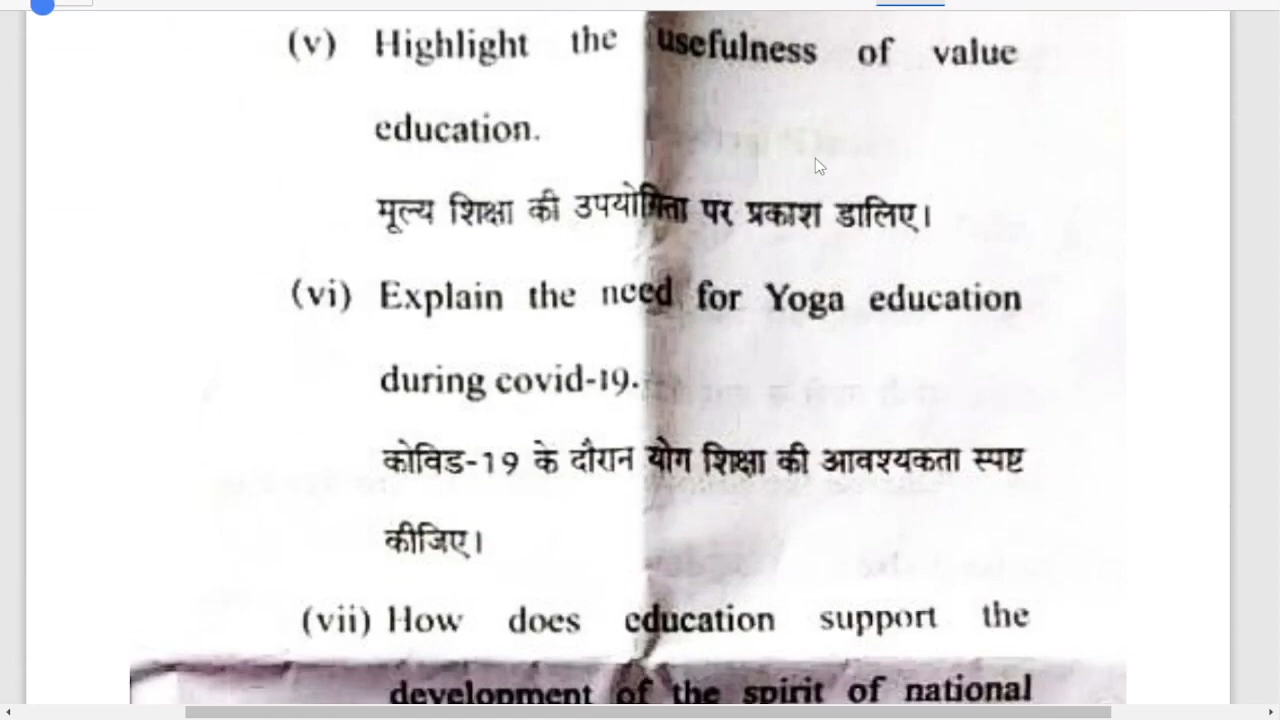 (v) Highlight the usefulness of value
education.
मूल्य शिक्षा की उपयोगिता पर प्रकाश डालिए।
(vi) Explain the need for Yoga education
during covid-19.
कोविड-19 के दौरान योग शिक्षा की आवश्यकता स्पष्ट
कीजिए।
(vii) How does education support the
development of the spirit of national